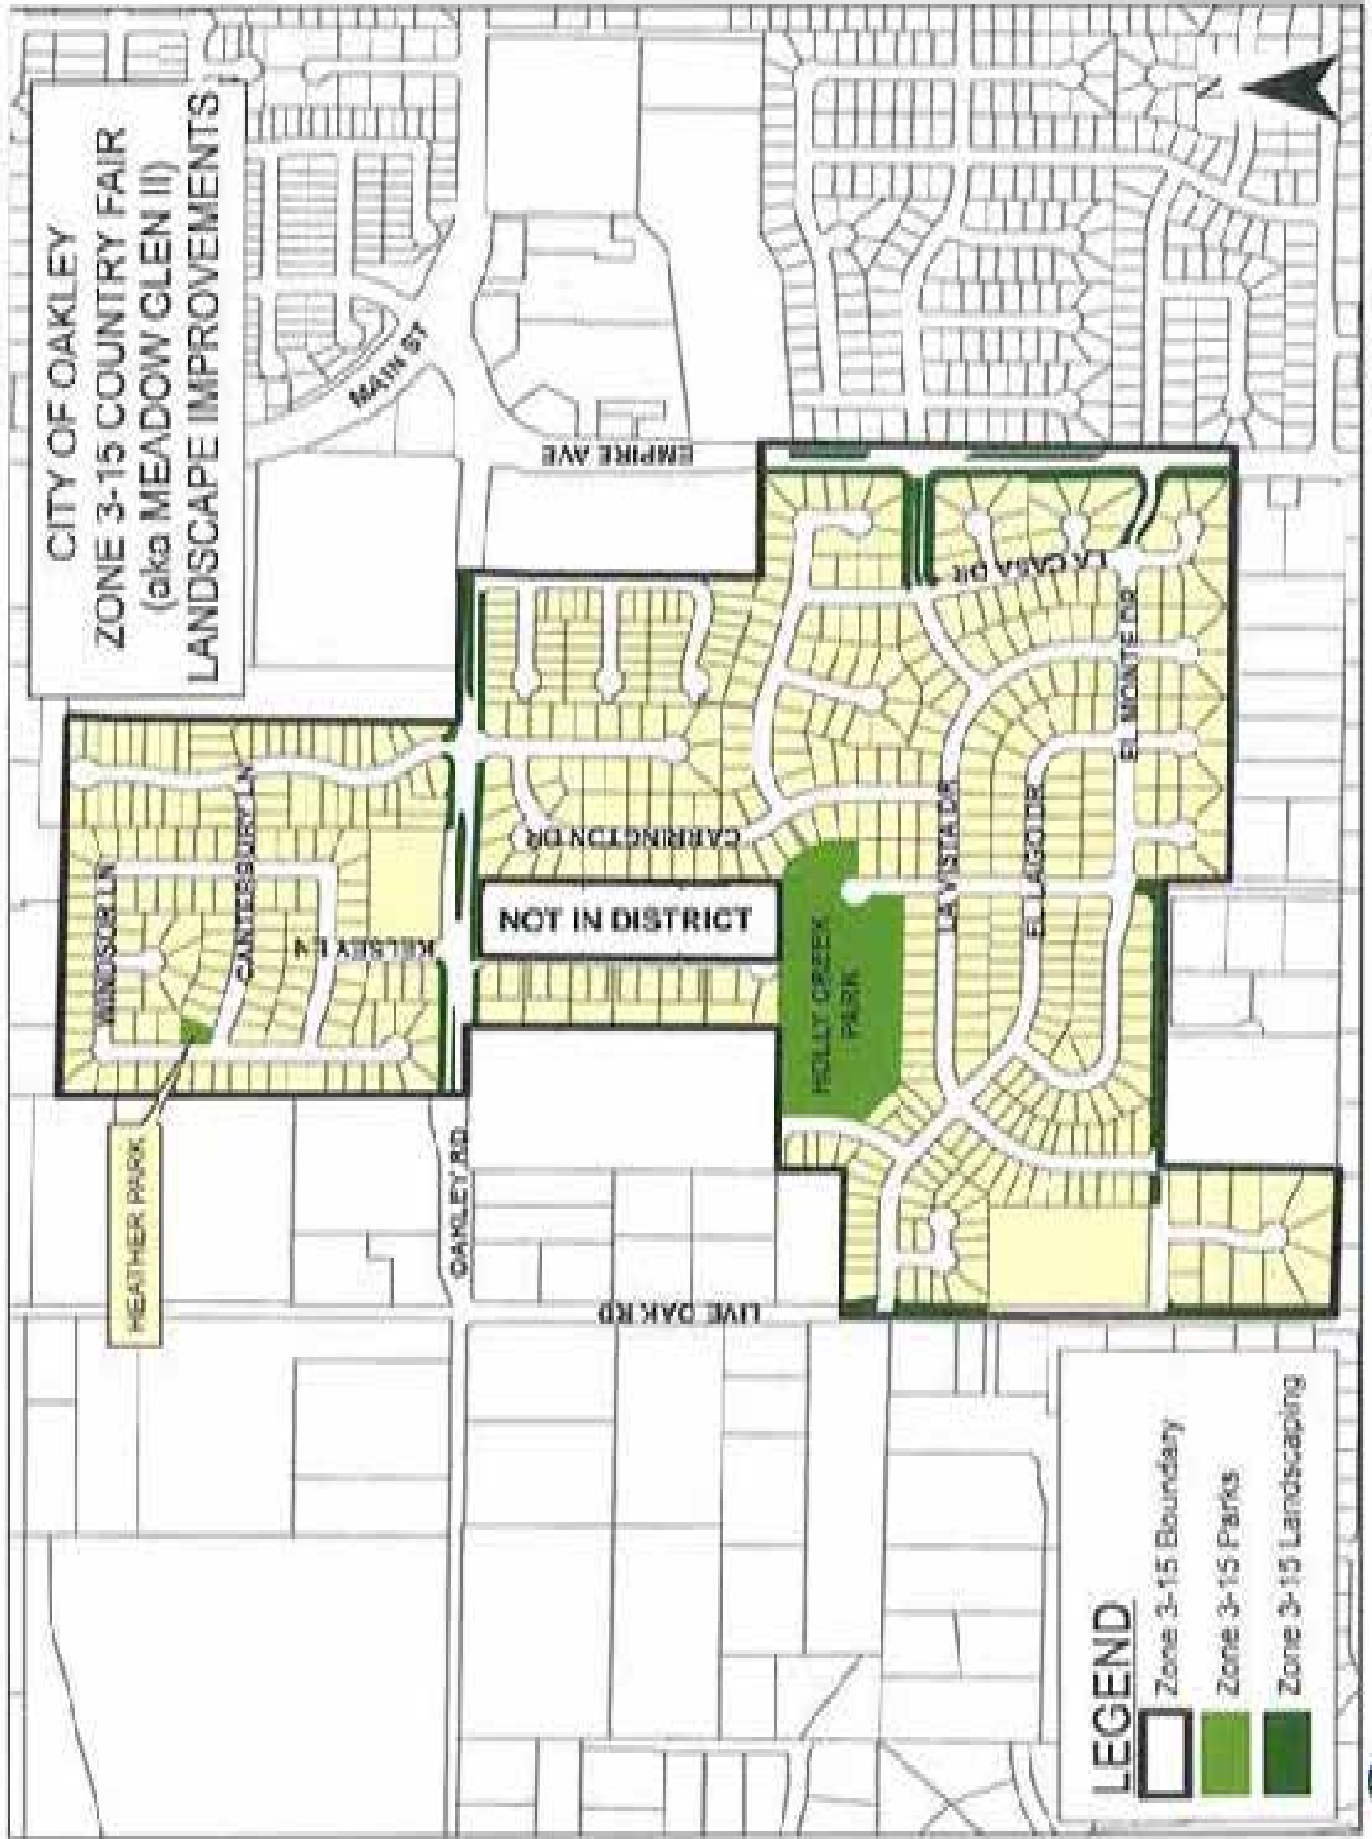 CITY OF OAKLEY
ZONE 3-15 COUNTRY FAIR
(aka MEADOW GLEN II)
LANDSCAPE IMPROVEMENTS
N
MAIN ST
EMPIRE AVE
WINDSOR LN
CANTERBURY LN
KELSEY LN
HEATHER PARK
OAKLEY RD
CARRINGTON DR
NOT IN DISTRICT
LIVE OAK RD
HOLLY CREEK
PARK
LA VISTA DR
LA CASA DR
EL LAGO DR
EL MONTE DR
LEGEND
Zone 3-15 Boundary
Zone 3-15 Parks
Zone 3-15 Landscaping